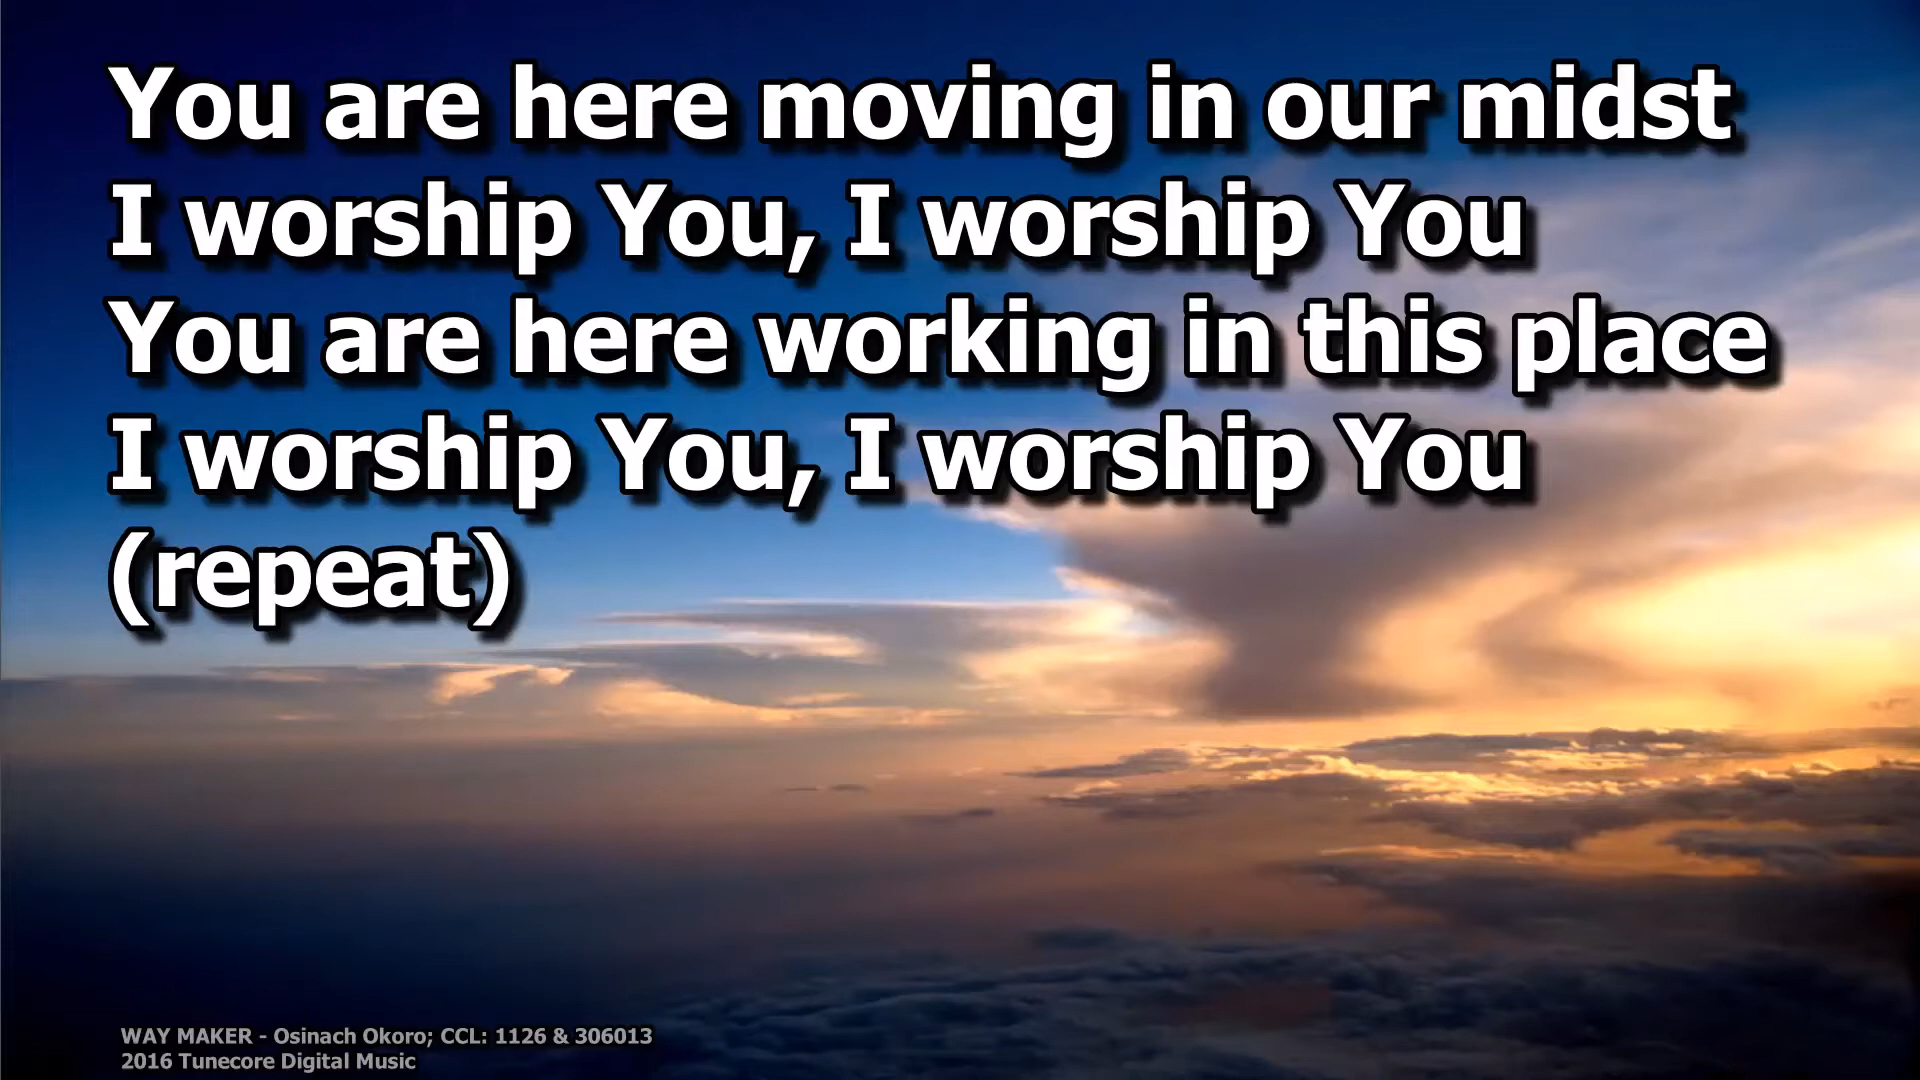 You are here moving in our midst
I worship You, I worship You
You are here working in this place
I worship You, I worship You
(repeat)
WAY MAKER - Osinach Okoro; CCL: 1126 & 306013
2016 Tunecore Digital Music